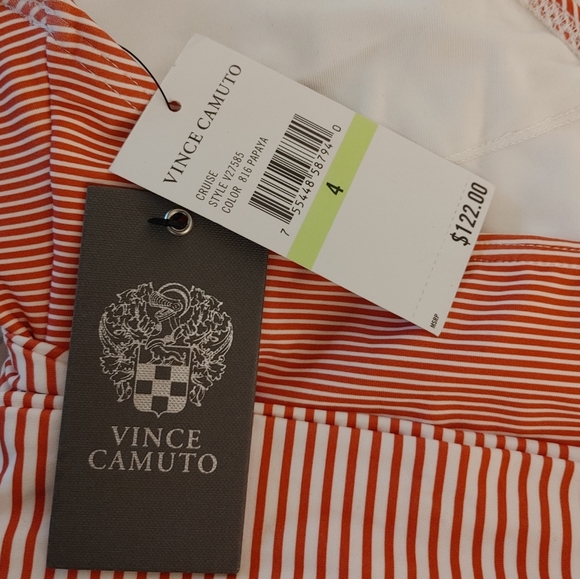 VINCE CAMUTO
CRUISE
STYLE V27585
COLOR 816 PAPAYA
7 55448 58794 0
4
$122.00
MSRP
VINCE
CAMUTO